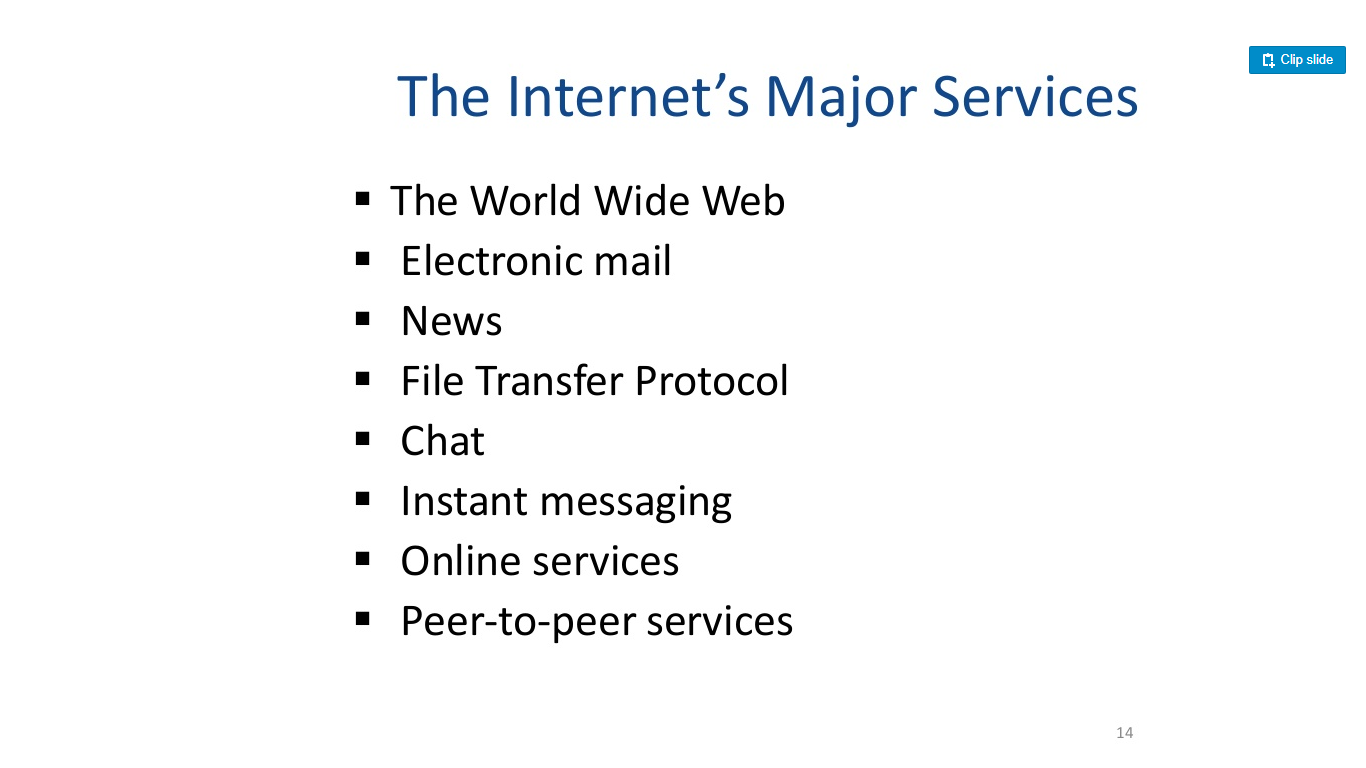 Clip slide
The Internet’s Major Services
▪ The World Wide Web
▪ Electronic mail
▪ News
▪ File Transfer Protocol
▪ Chat
▪ Instant messaging
▪ Online services
▪ Peer-to-peer services
14